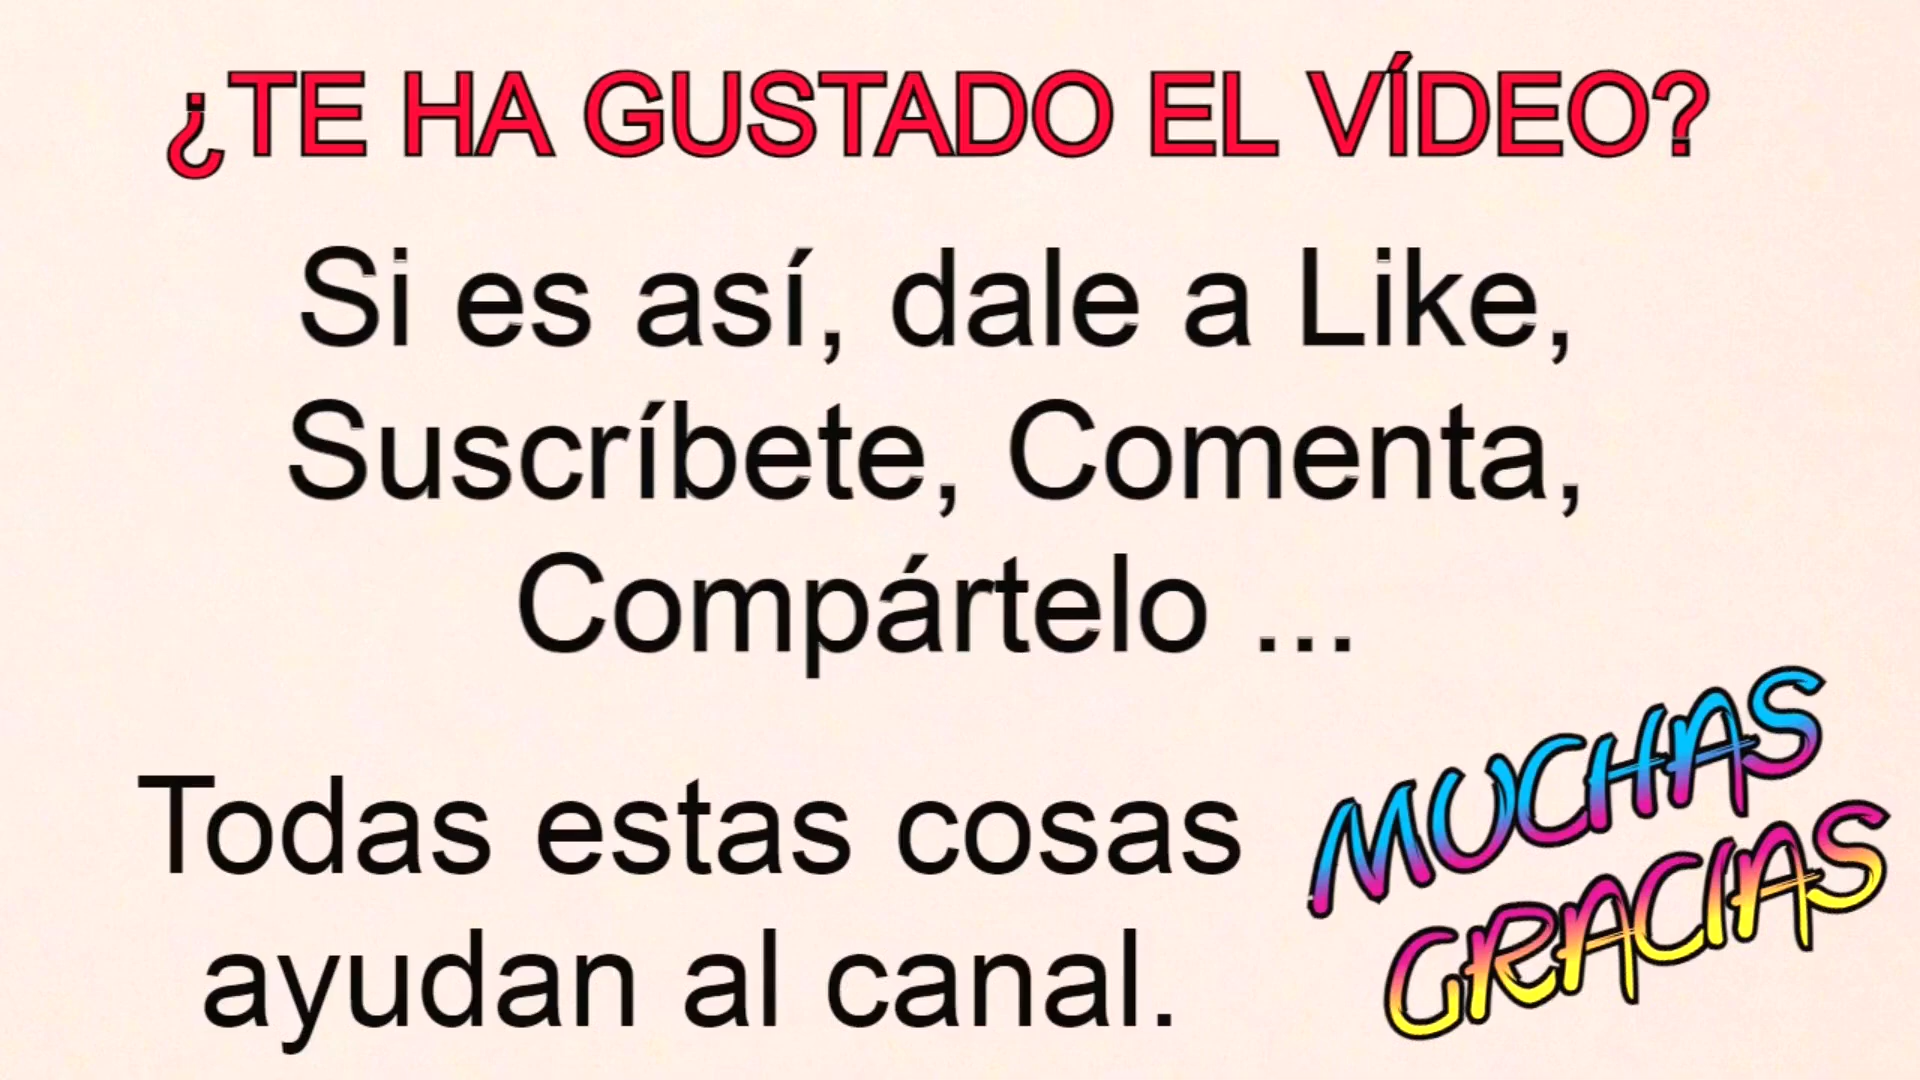 ¿TE HA GUSTADO EL VÍDEO?
Si es así, dale a Like,
Suscríbete, Comenta,
Compártelo ...
Todas estas cosas
ayudan al canal.
MUCHAS
GRACIAS